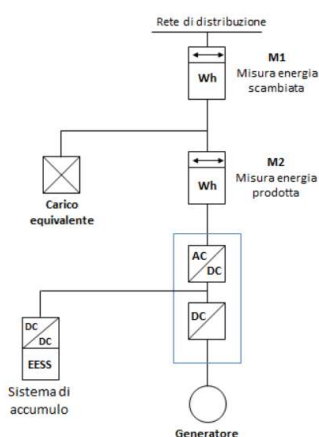 Rete di distribuzione
M1
Misura energia
scambiata
Wh
M2
Misura energia
prodotta
Wh
Carico
equivalente
AC
DC
DC
DC
DC
EESS
Sistema di
accumulo
Generatore